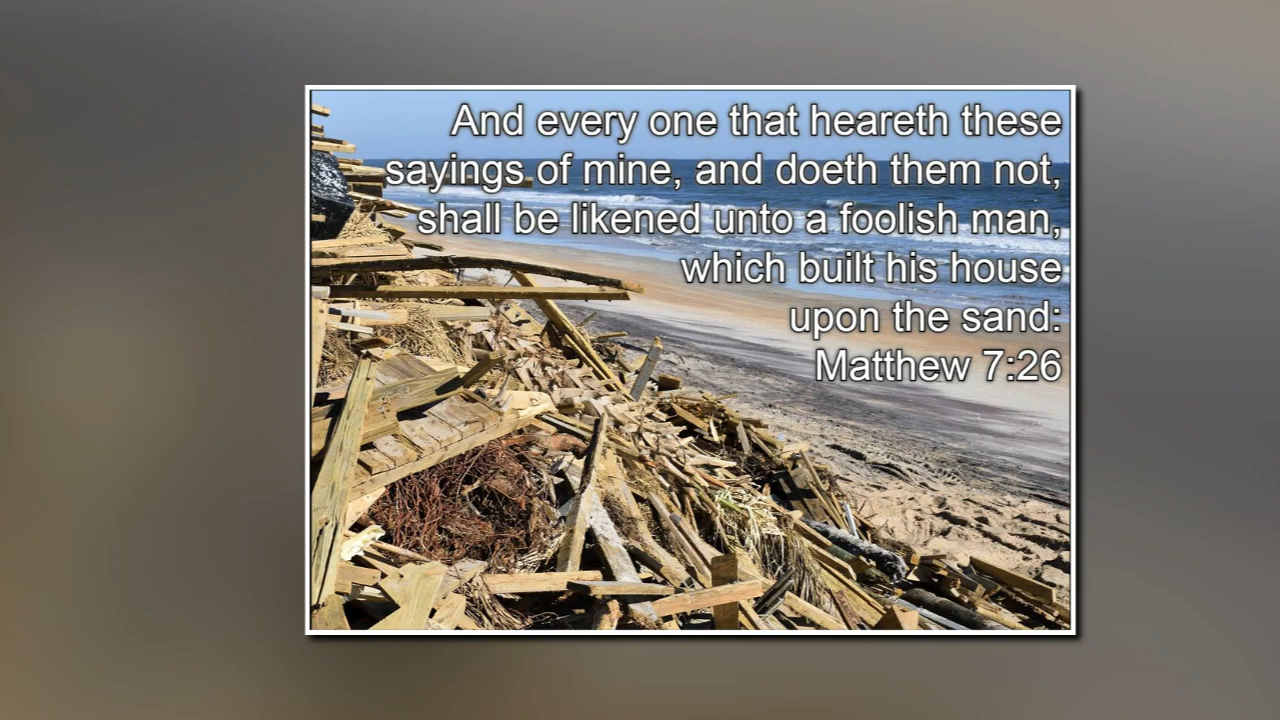 And every one that heareth these
sayings of mine, and doeth them not,
shall be likened unto a foolish man,
which built his house
upon the sand:
Matthew 7:26